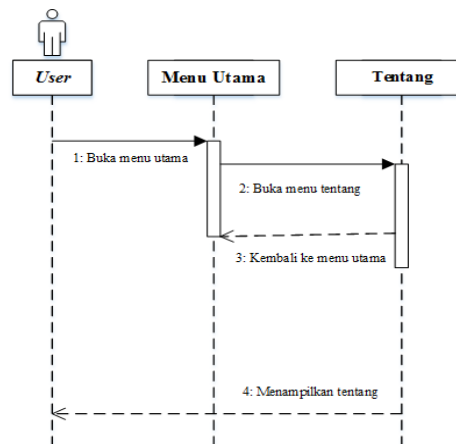 User
Menu Utama
Tentang
1: Buka menu utama
2: Buka menu tentang
3: Kembali ke menu utama
4: Menampilkan tentang